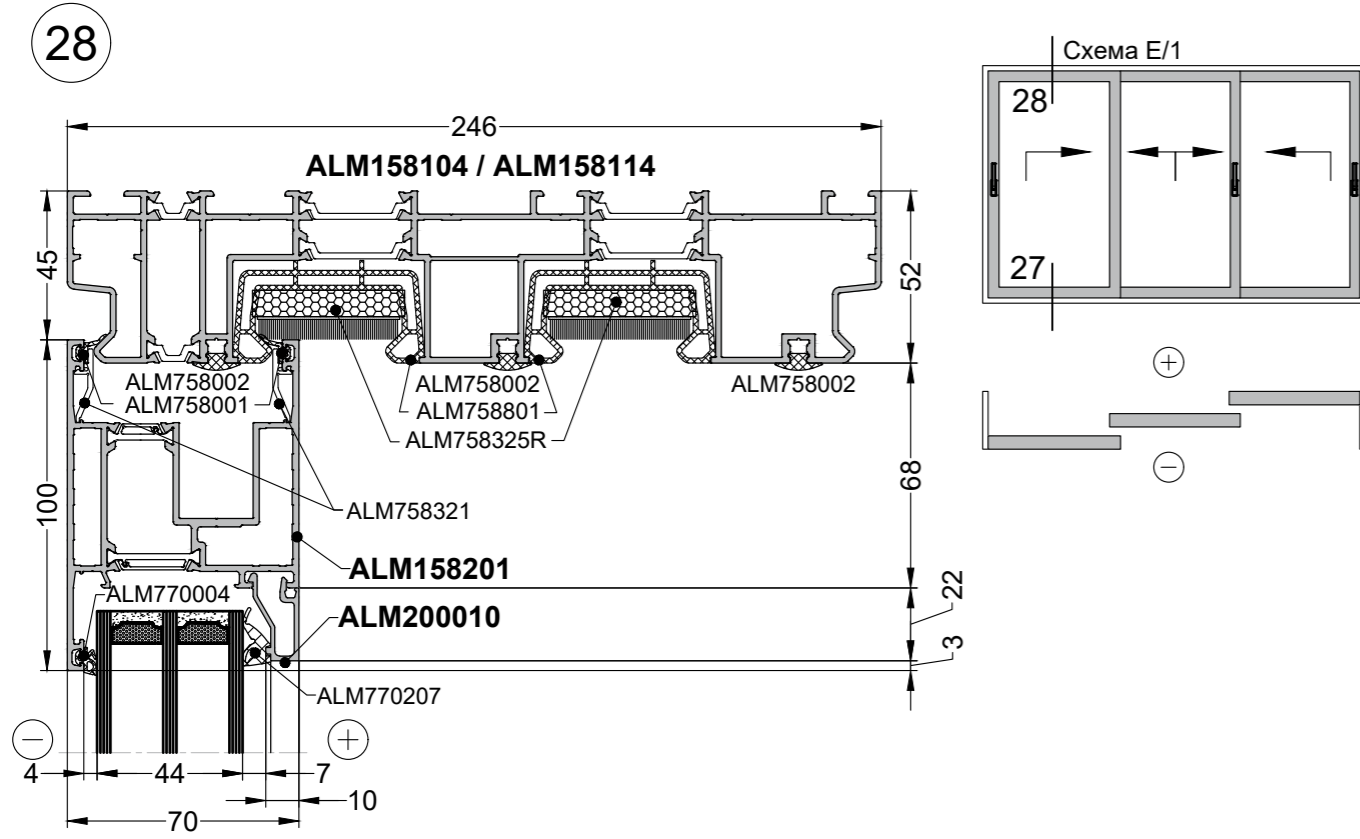 28
Схема E/1
28
27
246
ALM158104 / ALM158114
45
52
ALM758002
ALM758001
ALM758002
ALM758801
ALM758325R
ALM758002
100
68
ALM758321
ALM158201
ALM770004
ALM200010
22
3
ALM770207
4
44
7
10
70
+
−
−
+